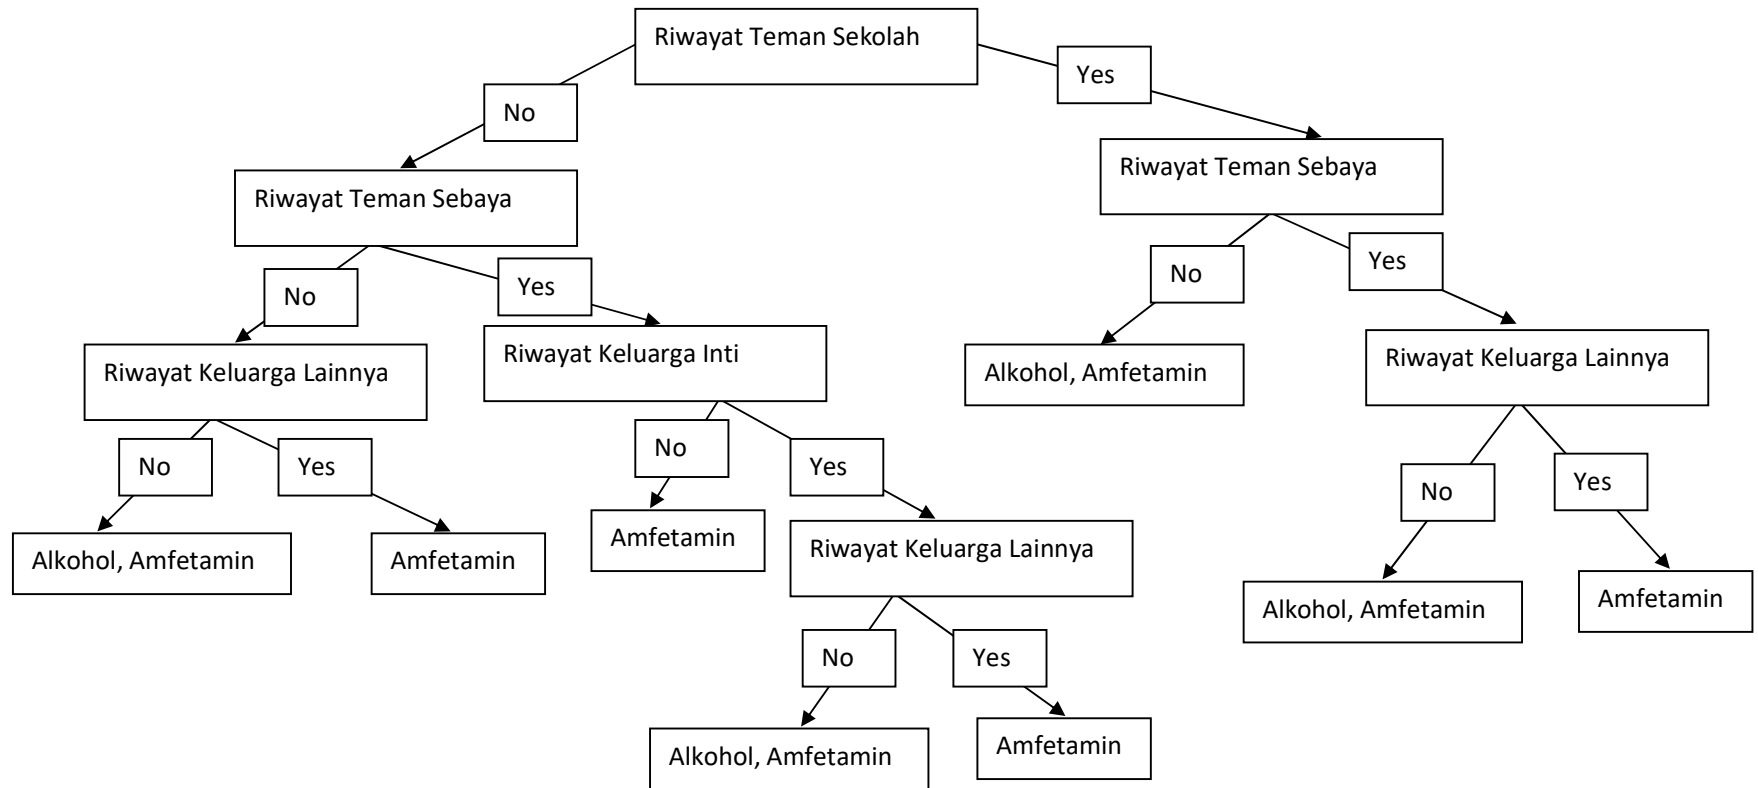 Riwayat Teman Sekolah
No
Yes
Riwayat Teman Sebaya
Riwayat Teman Sebaya
No
Yes
No
Yes
Riwayat Keluarga Lainnya
Riwayat Keluarga Inti
Alkohol, Amfetamin
Riwayat Keluarga Lainnya
No
Yes
No
Yes
No
Yes
Alkohol, Amfetamin
Amfetamin
Amfetamin
Riwayat Keluarga Lainnya
Alkohol, Amfetamin
Amfetamin
No
Yes
Alkohol, Amfetamin
Amfetamin